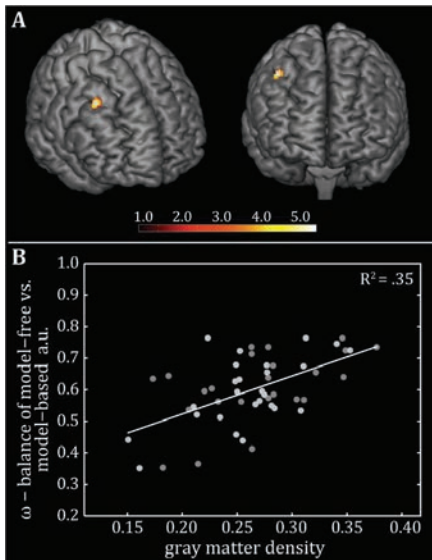 A
1.0 2.0 3.0 4.0 5.0
B
R² = .35
ω – balance of model–free vs.
model–based a.u.
1.0
0.9
0.8
0.7
0.6
0.5
0.4
0.3
0.2
0.15 0.20 0.25 0.30 0.35 0.40
gray matter density